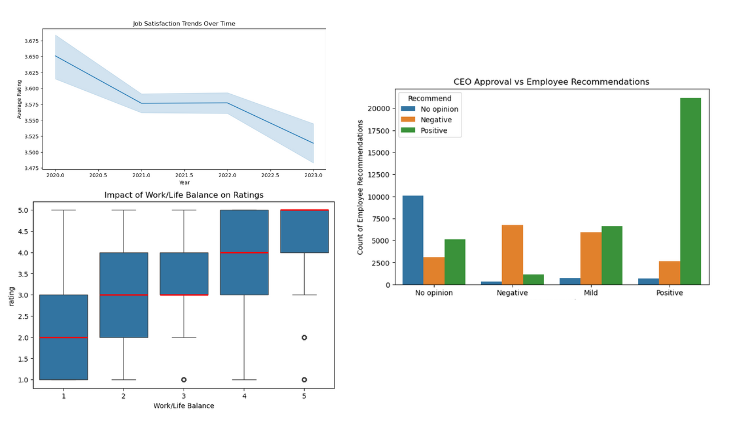 Job Satisfaction Trends Over Time
3.675
3.650
3.625
3.600
3.575
3.550
3.525
3.500
3.475
Average Rating
2020.0 2020.5 2021.0 2021.5 2022.0 2022.5 2023.0
Year
Impact of Work/Life Balance on Ratings
5.0
4.5
4.0
3.5
3.0
2.5
2.0
1.5
1.0
rating
1 2 3 4 5
Work/Life Balance
CEO Approval vs Employee Recommendations
Recommend
No opinion
Negative
Positive
20000
17500
15000
12500
10000
7500
5000
2500
0
Count of Employee Recommendations
No opinion Negative Mild Positive